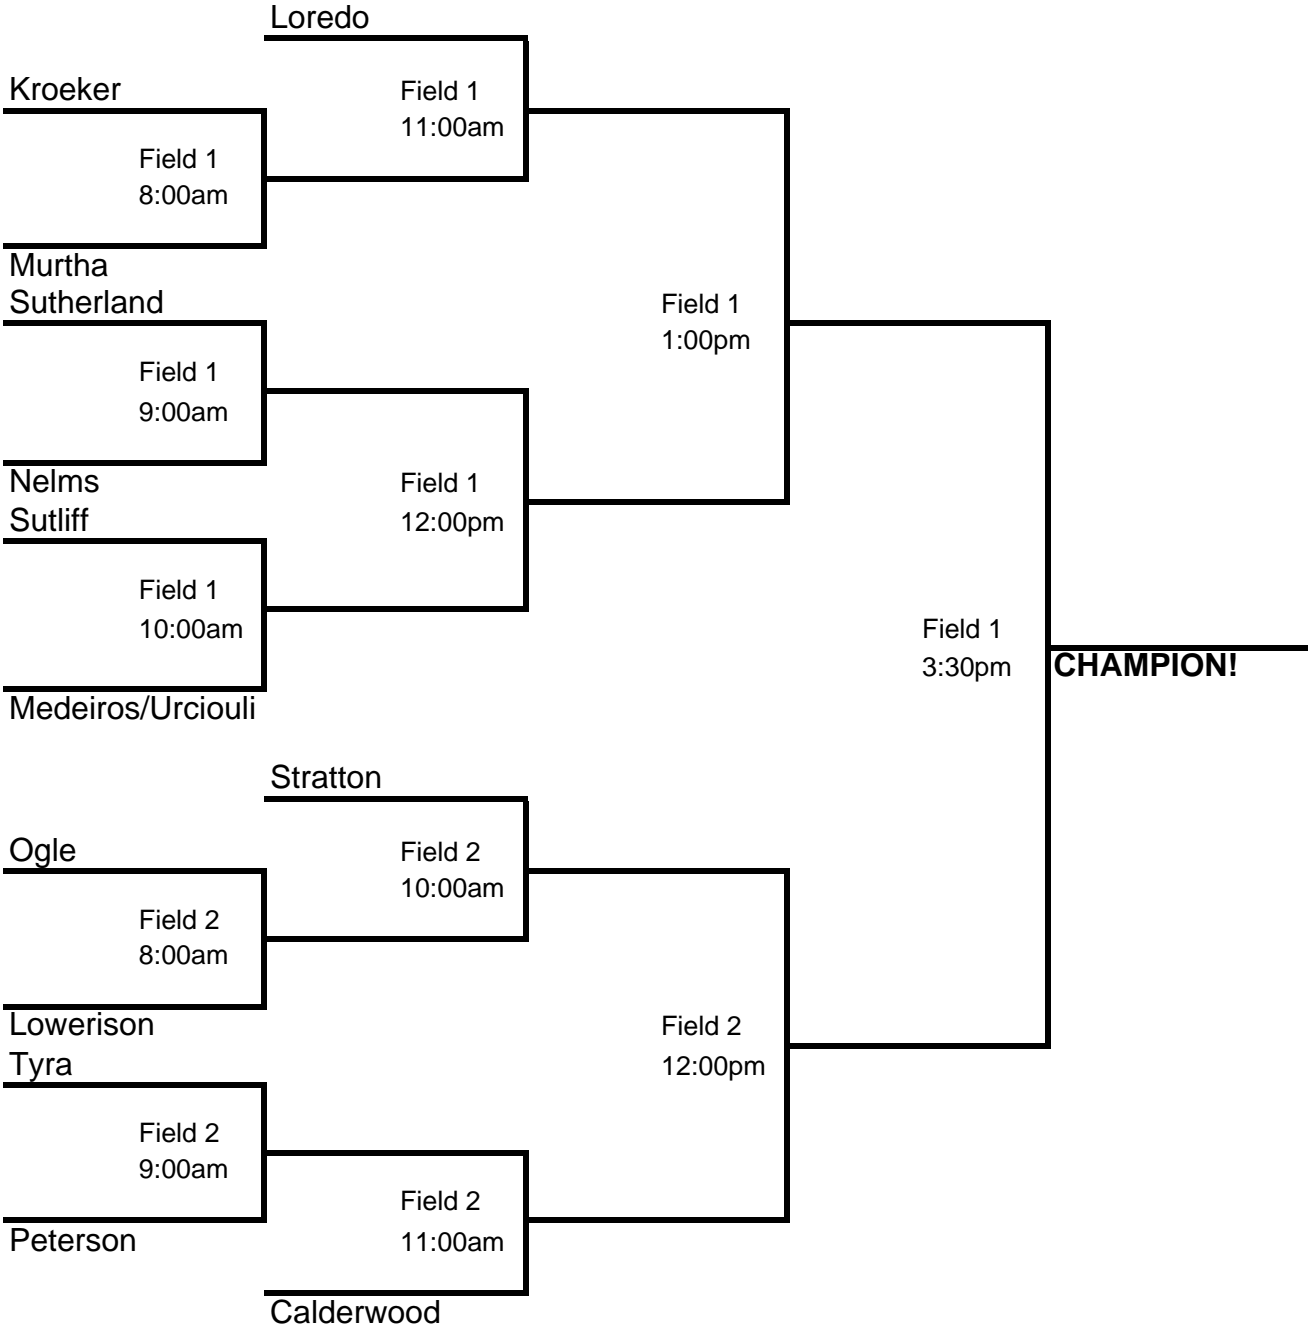 Loredo
Kroeker
Field 1
11:00am
Field 1
8:00am
Murtha
Sutherland
Field 1
1:00pm
Field 1
9:00am
Nelms
Field 1
Sutliff
12:00pm
Field 1
10:00am
Field 1
3:30pm
CHAMPION!
Medeiros/Urciouli
Stratton
Ogle
Field 2
10:00am
Field 2
8:00am
Lowerison
Field 2
Tyra
12:00pm
Field 2
9:00am
Field 2
Peterson
11:00am
Calderwood